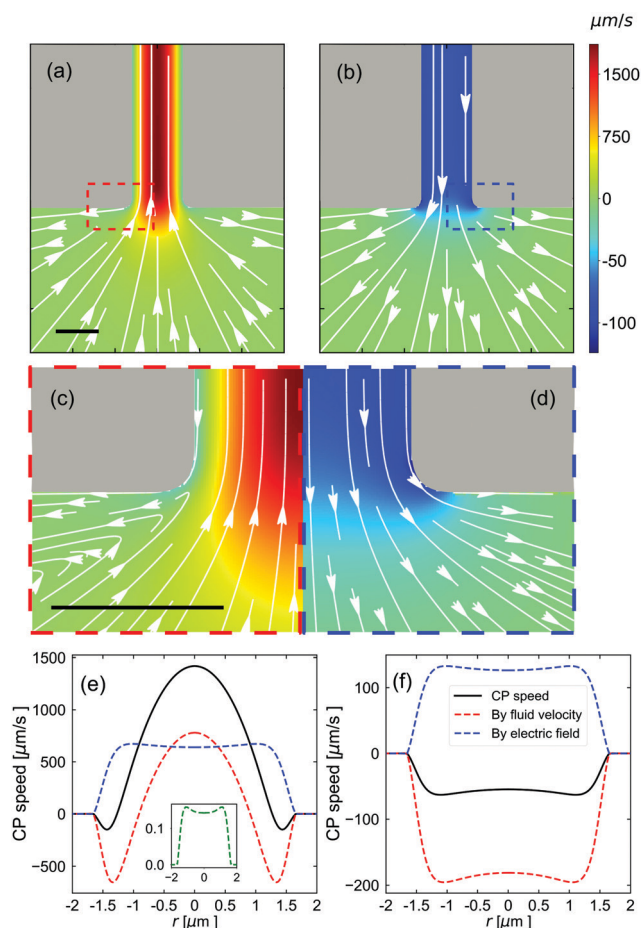 μm/s
(a)
(b)
1500
750
0
-50
-100
(c)
(d)
(e)
CP speed [μm/s]
1500
1000
500
0
-500
0.1
0.0
-2
0
2
-2
-1.5
-1
-0.5
0
0.5
1
1.5
2
r [μm]
(f)
CP speed [μm/s]
100
0
-100
-200
CP speed
By fluid velocity
By electric field
-2
-1.5
-1
-0.5
0
0.5
1
1.5
2
r [μm]